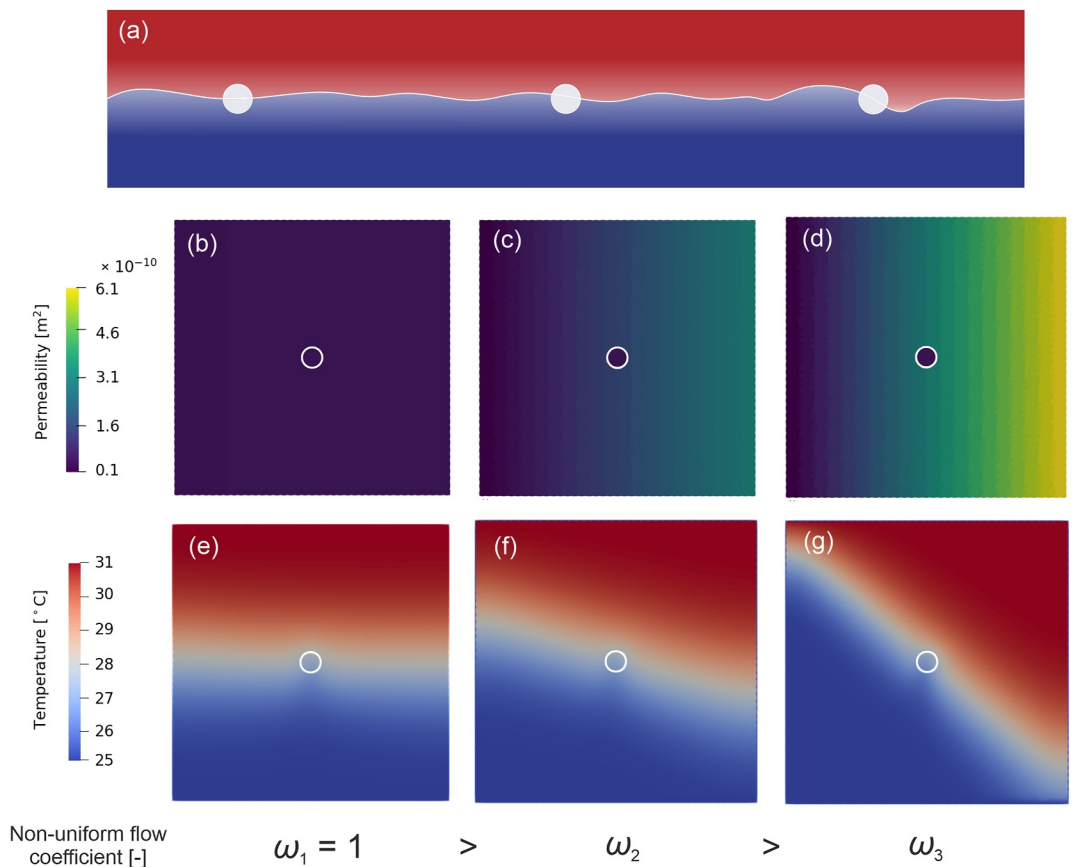 (a)
(b)
(c)
(d)
× 10⁻¹⁰
6.1
4.6
3.1
1.6
0.1
Permeability [m²]
(e)
(f)
(g)
31
30
29
28
27
26
25
Temperature [°C]
Non-uniform flow
coefficient [-]
ω₁ = 1 > ω₂ > ω₃